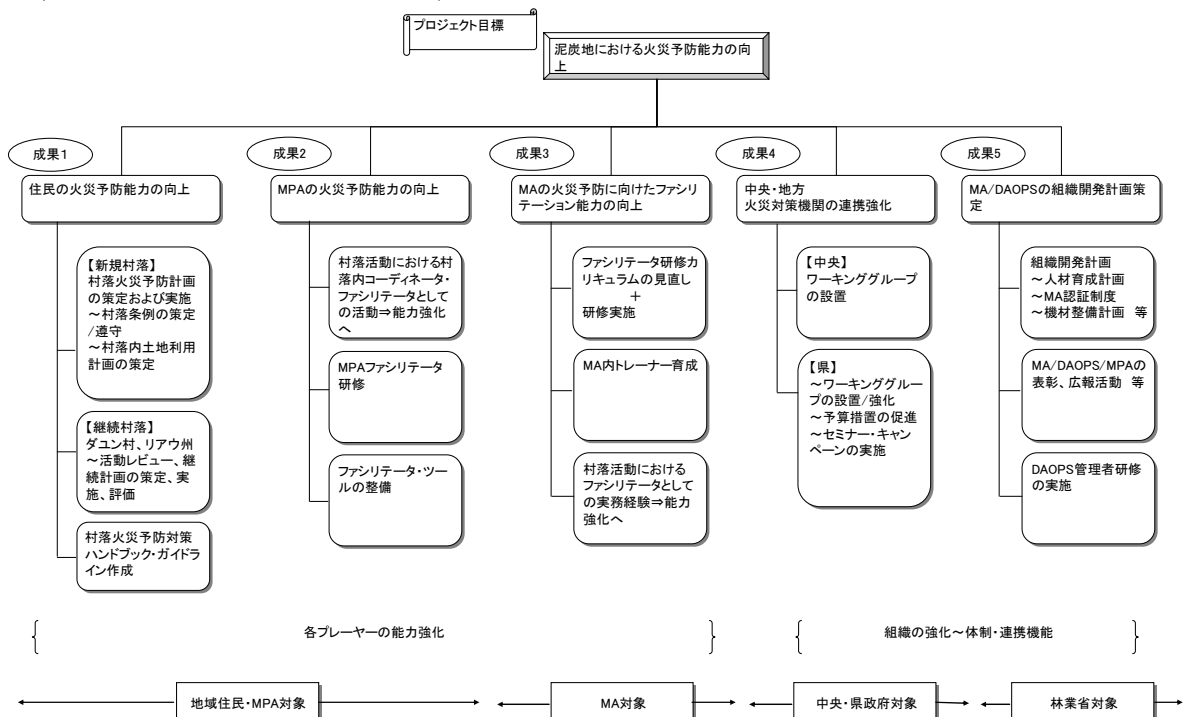 プロジェクト目標
泥炭地における火災予防能力の向
上
成果1
住民の火災予防能力の向上
【新規村落】
村落火災予防計画
の策定および実施
～村落条例の策定
/遵守
～村落内土地利用
計画の策定
【継続村落】
ダユン村、リアウ州
～活動レビュー、継
続計画の策定、実
施、評価
村落火災予防対策
ハンドブック・ガイドラ
イン作成
成果2
MPAの火災予防能力の向上
村落活動における村
落内コーディネータ・
ファシリテータとして
の活動⇒能力強化
へ
MPAファシリテータ
研修
ファシリテータ・ツー
ルの整備
成果3
MAの火災予防に向けたファシリ
テーション能力の向上
ファシリテータ研修カ
リキュラムの見直し
＋
研修実施
MA内トレーナー育成
村落活動における
ファシリテータとして
の実務経験⇒能力
強化へ
成果4
中央・地方
火災対策機関の連携強化
【中央】
ワーキンググループ
の設置
【県】
～ワーキンググルー
プの設置/強化
～予算措置の促進
～セミナー・キャン
ペーンの実施
成果5
MA/DAOPSの組織開発計画策
定
組織開発計画
～人材育成計画
～MA認証制度
～機材整備計画 等
MA/DAOPS/MPAの
表彰、広報活動 等
DAOPS管理者研修
の実施
各プレーヤーの能力強化
組織の強化～体制・連携機能
地域住民・MPA対象
MA対象
中央・県政府対象
林業省対象